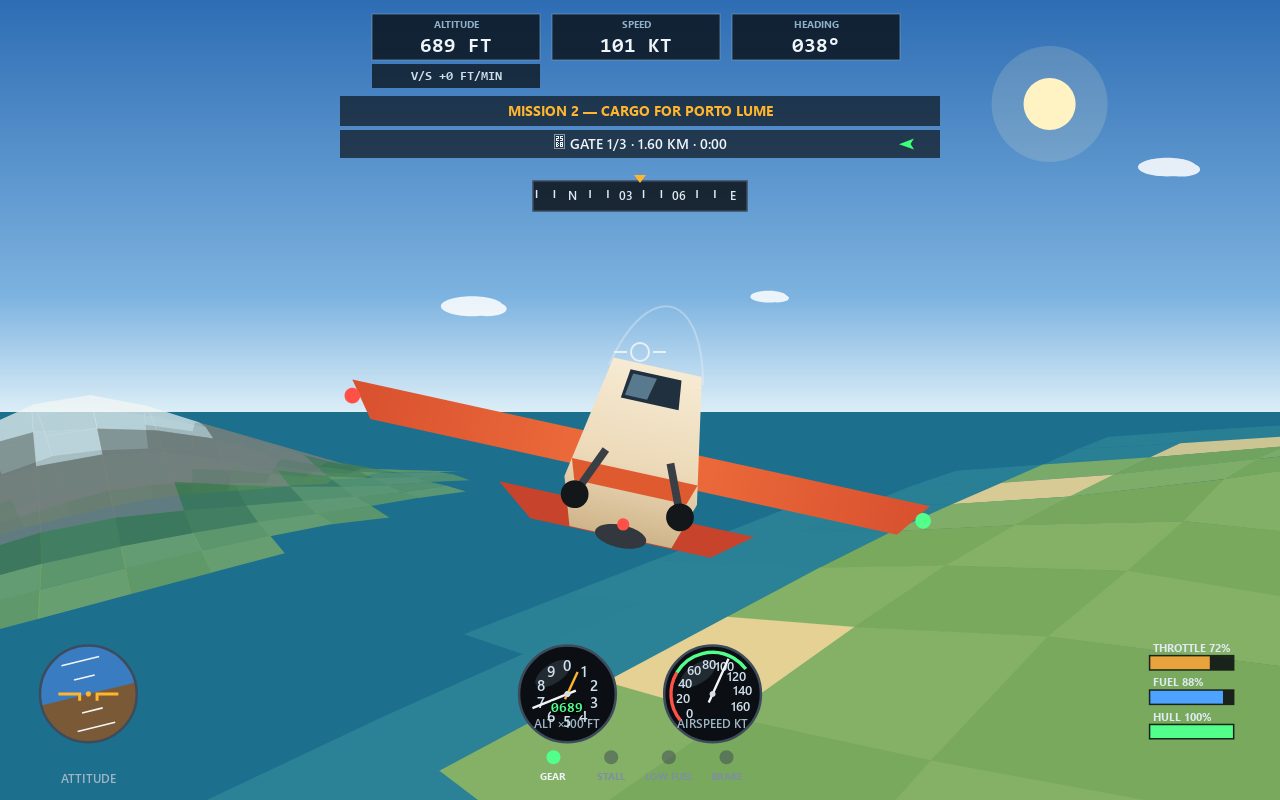 ALTITUDE
689 FT
SPEED
101 KT
HEADING
038°
V/S +0 FT/MIN
MISSION 2 — CARGO FOR PORTO LUME
GATE 1/3 · 1.60 KM · 0:00
N 03 06 E
ATTITUDE
0 1 2 3 4 5 6 7 8 9
0689
ALT ×100 FT
0 20 40 60 80 100 120 140 160
AIRSPEED KT
GEAR
STALL
LOW FUEL
BRAKE
THROTTLE 72%
FUEL 88%
HULL 100%